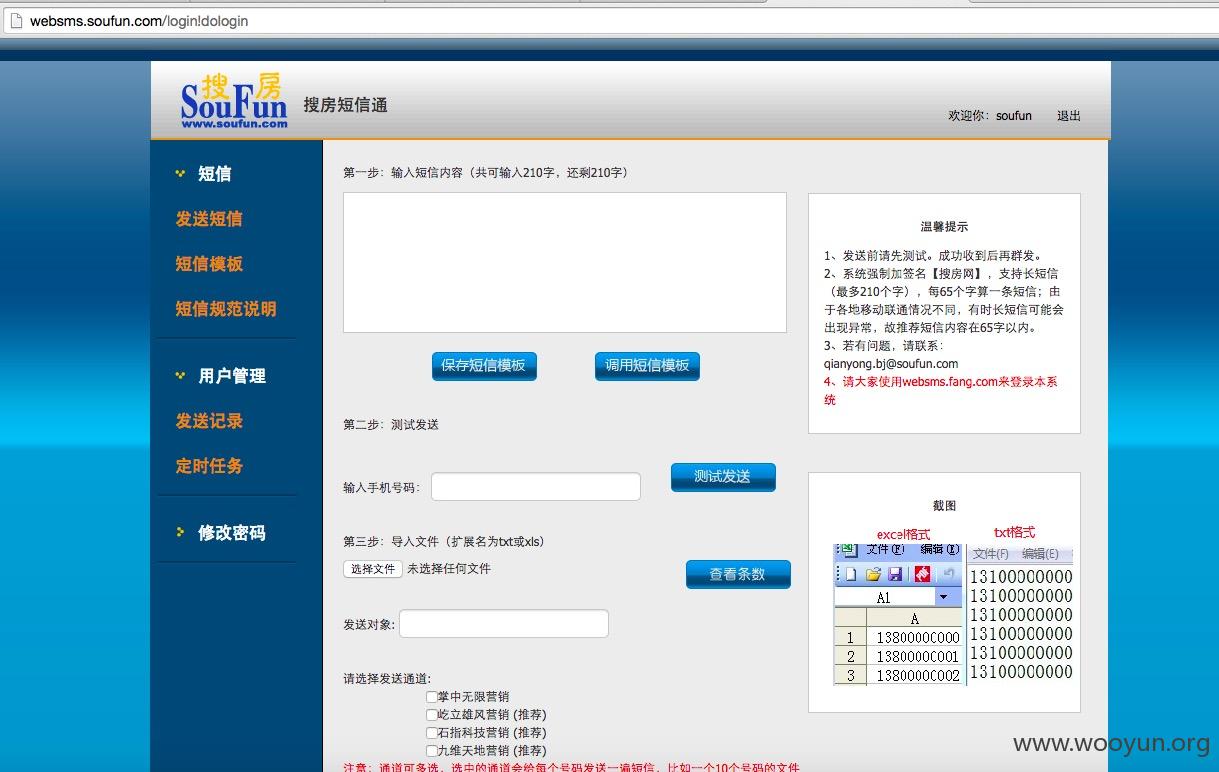 websms.soufun.com/login!dologin
搜房
SouFun
www.soufun.com
搜房短信通
欢迎你：soufun 退出
短信
发送短信
短信模板
短信规范说明
用户管理
发送记录
定时任务
修改密码
第一步：输入短信内容（共可输入210字，还剩210字）
保存短信模板 调用短信模板
第二步：测试发送
输入手机号码： 测试发送
第三步：导入文件（扩展名为txt或xls）
选择文件 未选择任何文件 查看条数
发送对象:
请选择发送通道:
掌中无限营销
屹立雄风营销 (推荐)
石指科技营销 (推荐)
九维天地营销 (推荐)
注意：通道可多选，选中的通道会给每个号码发送一遍短信，比如一个10个号码的文件
温馨提示
1、发送前请先测试。成功收到后再群发。
2、系统强制加签名【搜房网】，支持长短信
（最多210个字），每65个字算一条短信；由
于各地移动联通情况不同，有时长短信可能会
出现异常，故推荐短信内容在65字以内。
3、若有问题，请联系：
qianyong.bj@soufun.com
4、请大家使用websms.fang.com来登录本系
统
截图
excel格式 txt格式
文件(F) 编辑(E)
A1
A
1 13800000000
2 13800000001
3 13800000002
文件(F) 编辑(E)
13100000000
13100000000
13100000000
13100000000
13100000000
13100000000
www.wooyun.org